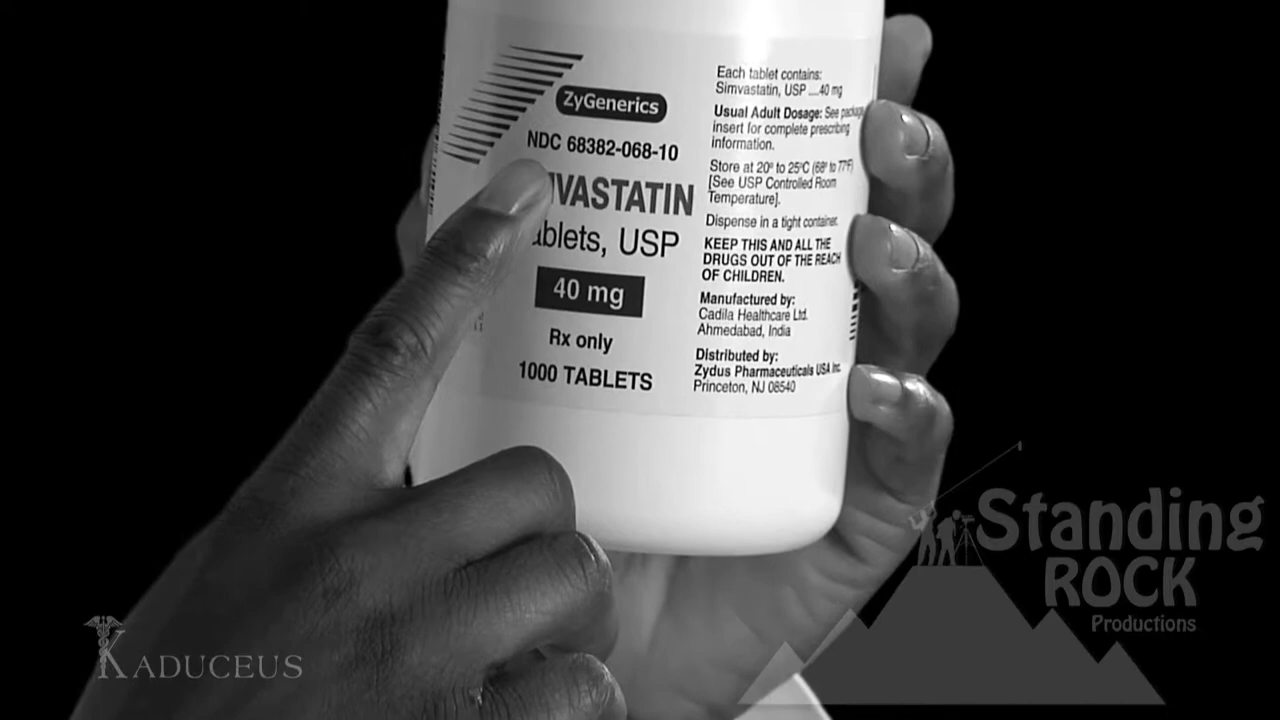 ZyGenerics
NDC 68382-068-10
IVASTATIN
ablets, USP
40 mg
Rx only
1000 TABLETS
Each tablet contains:
Simvastatin, USP ....40 mg
Usual Adult Dosage: See package
insert for complete prescribing
information.
Store at 20° to 25°C (68° to 77°F)
[See USP Controlled Room
Temperature].
Dispense in a tight container.
KEEP THIS AND ALL THE
DRUGS OUT OF THE REACH
OF CHILDREN.
Manufactured by:
Cadila Healthcare Ltd.
Ahmedabad, India
Distributed by:
Zydus Pharmaceuticals USA Inc.
Princeton, NJ 08540
KADUCEUS
Standing
ROCK
Productions